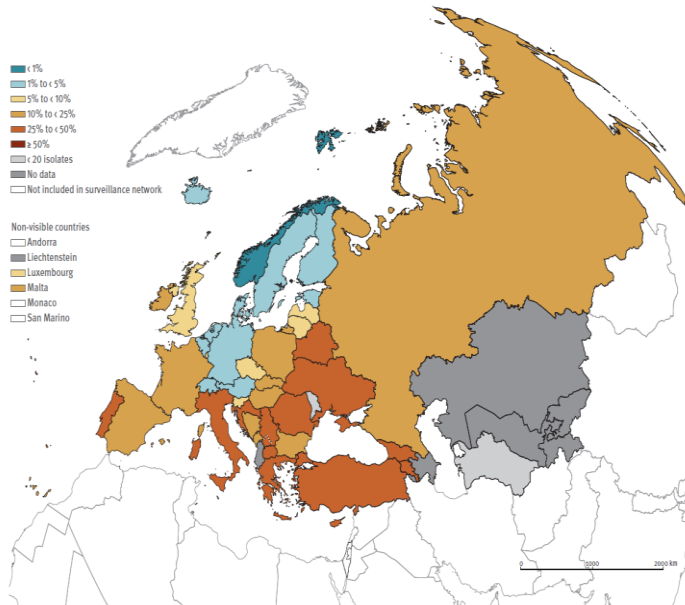 < 1%
1% to < 5%
5% to < 10%
10% to < 25%
25% to < 50%
≥ 50%
< 20 isolates
No data
Not included in surveillance network
Non-visible countries
Andorra
Liechtenstein
Luxembourg
Malta
Monaco
San Marino
0 1000 2000 km